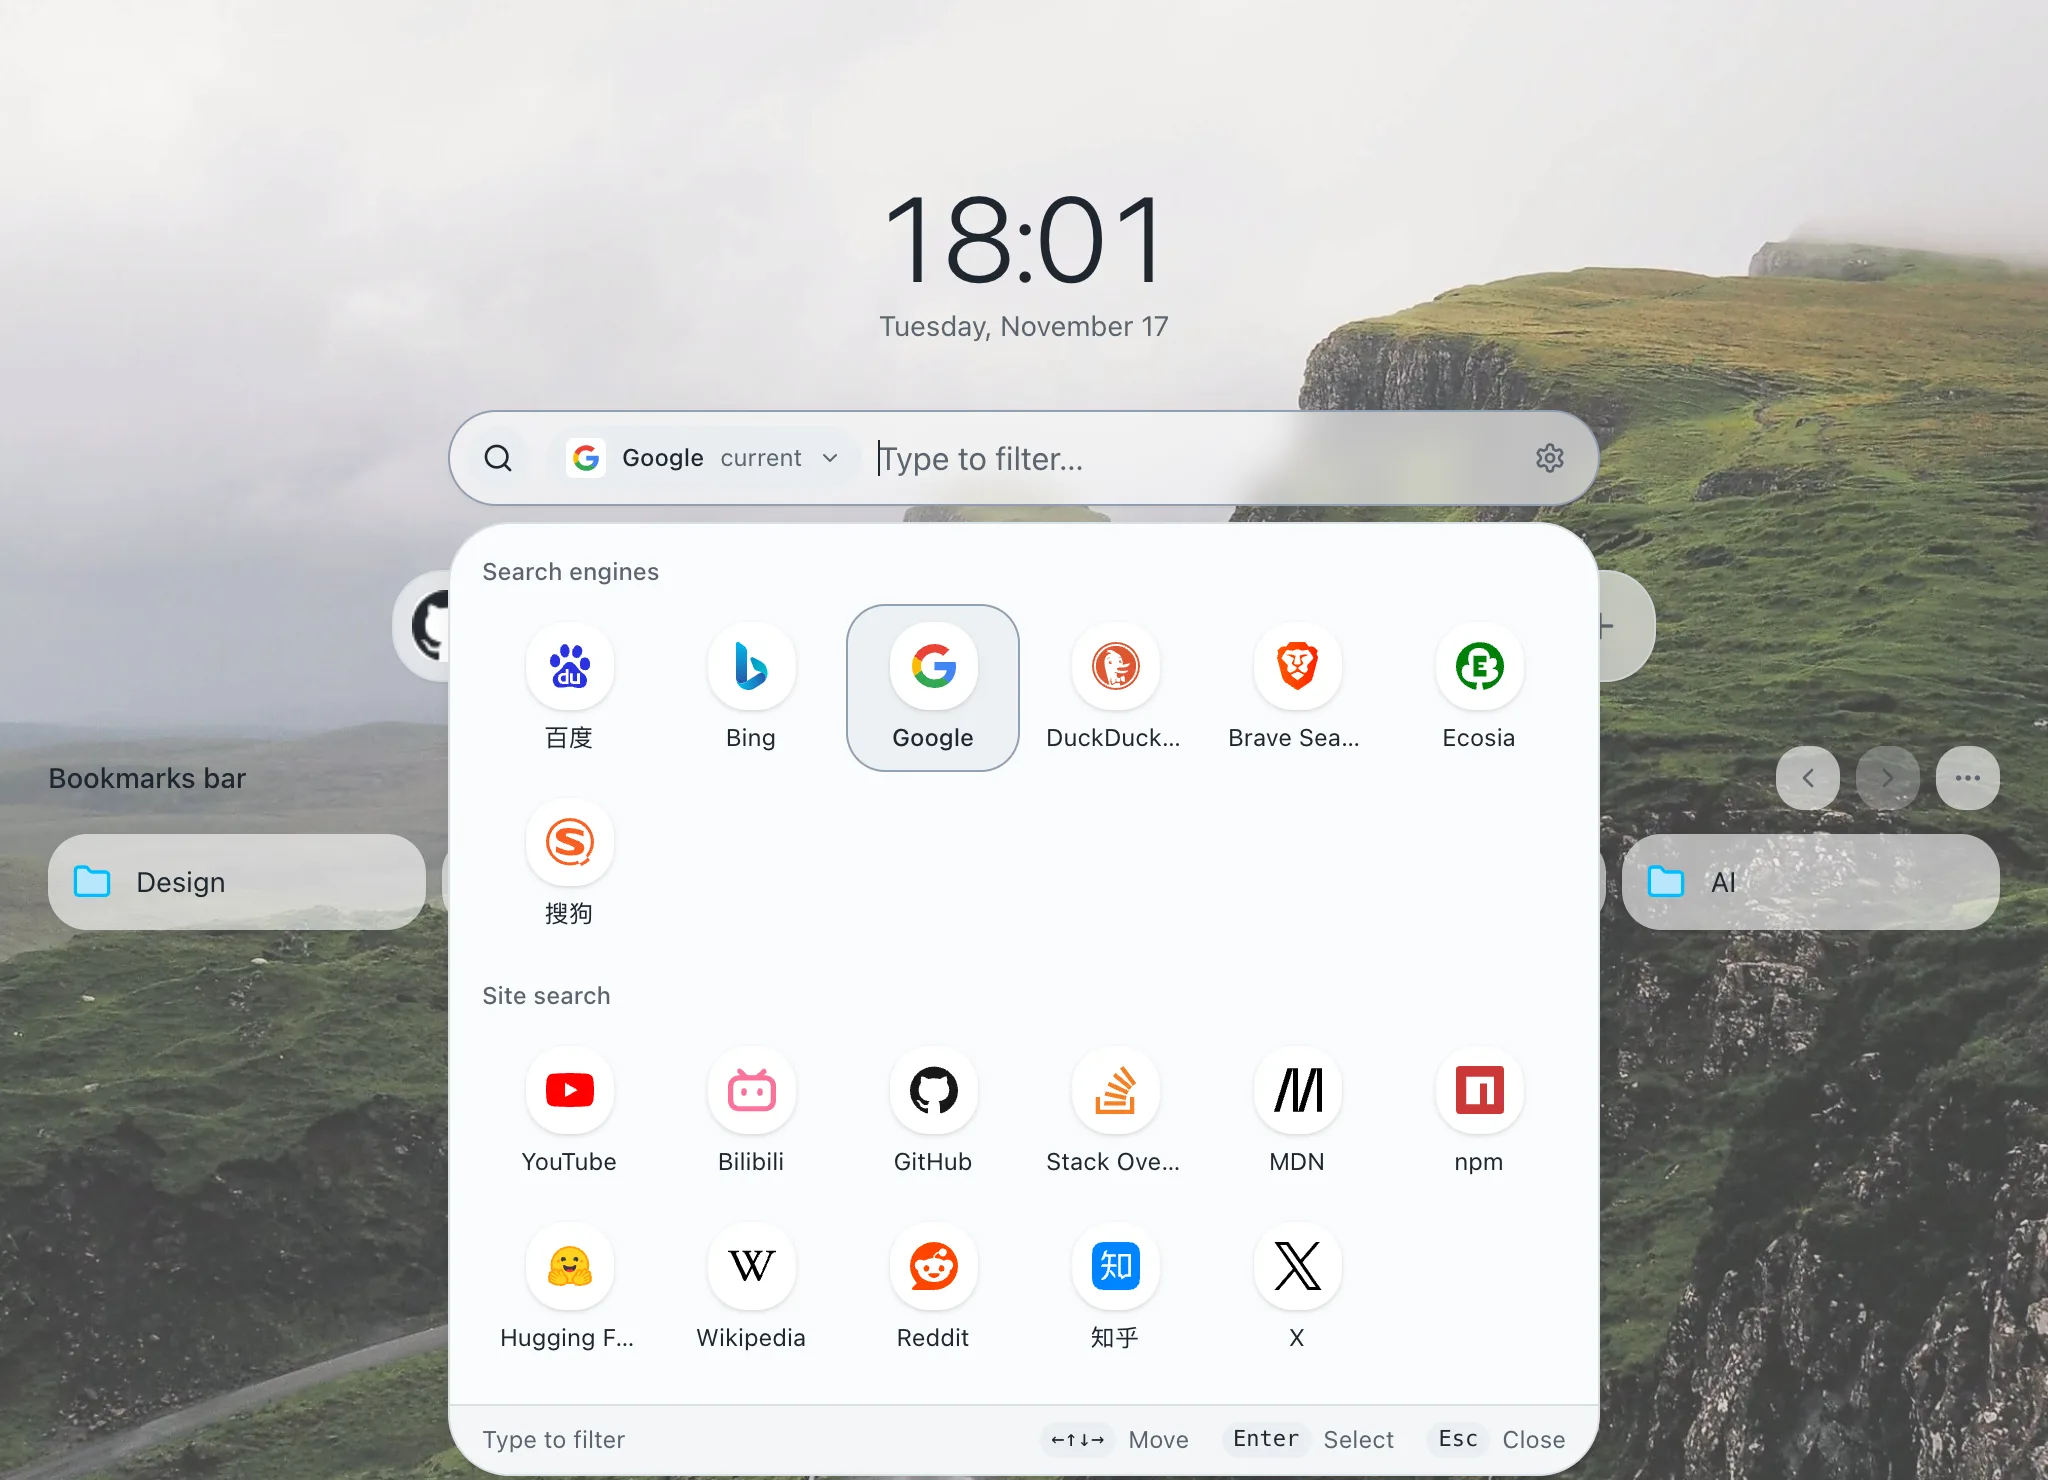 18:01
Tuesday, November 17
Google current Type to filter...
Search engines
百度 Bing Google DuckDuck... Brave Sea... Ecosia
搜狗
Bookmarks bar
Design
AI
Site search
YouTube Bilibili GitHub Stack Ove... MDN npm
Hugging F... Wikipedia Reddit 知乎 X
Type to filter ←↑↓→ Move Enter Select Esc Close